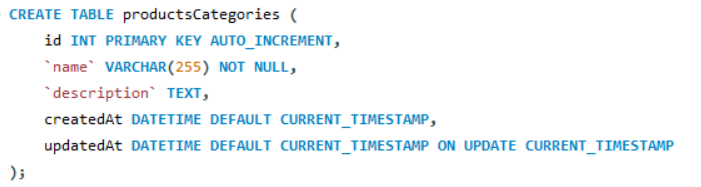 CREATE TABLE productsCategories (
    id INT PRIMARY KEY AUTO_INCREMENT,
    `name` VARCHAR(255) NOT NULL,
    `description` TEXT,
    createdAt DATETIME DEFAULT CURRENT_TIMESTAMP,
    updatedAt DATETIME DEFAULT CURRENT_TIMESTAMP ON UPDATE CURRENT_TIMESTAMP
);